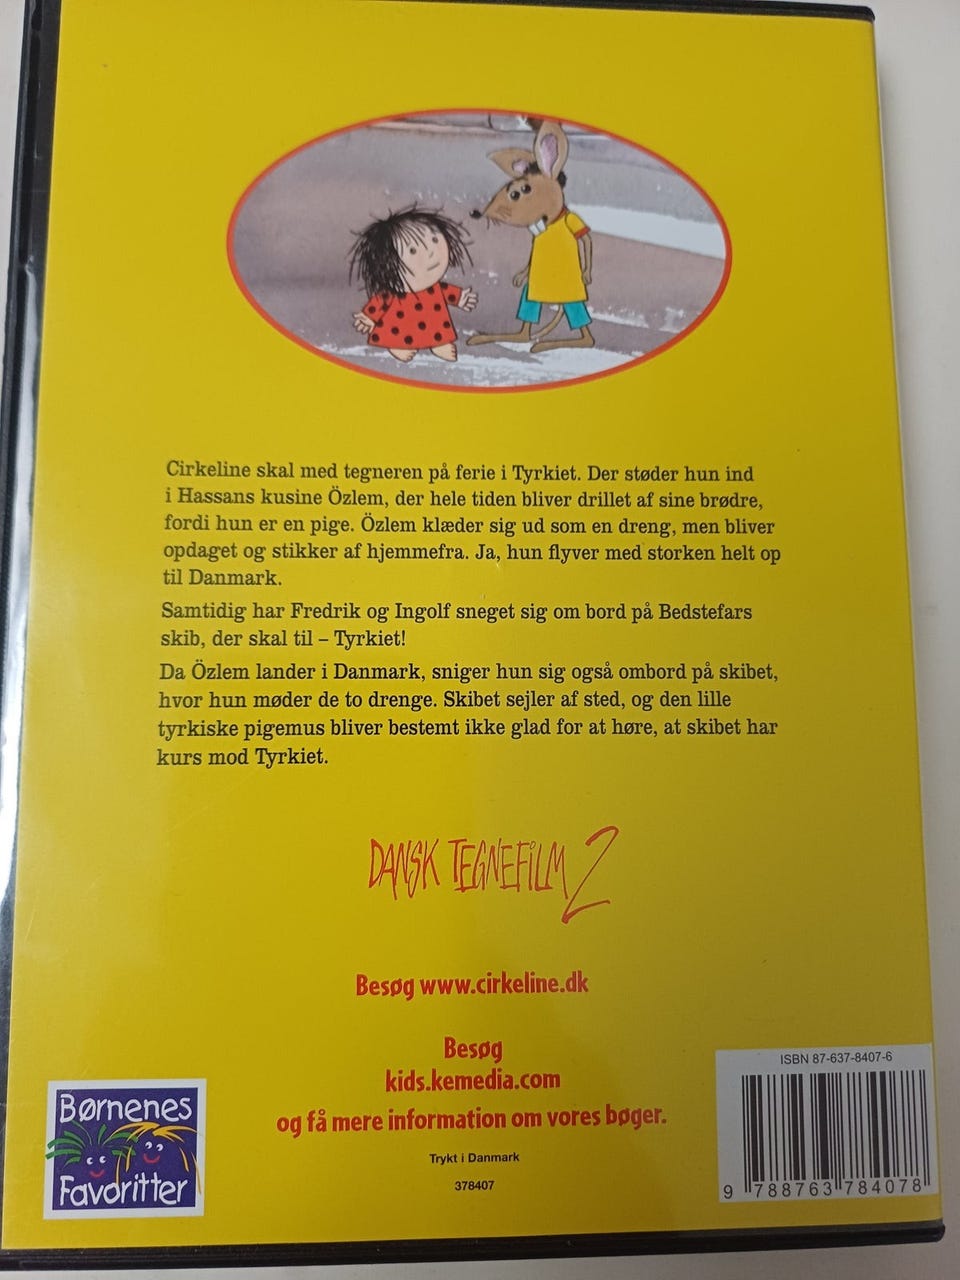 Cirkeline skal med tegneren på ferie i Tyrkiet. Der støder hun ind
i Hassans kusine Özlem, der hele tiden bliver drillet af sine brødre,
fordi hun er en pige. Özlem klæder sig ud som en dreng, men bliver
opdaget og stikker af hjemmefra. Ja, hun flyver med storken helt op
til Danmark.
Samtidig har Fredrik og Ingolf sneget sig om bord på Bedstefars
skib, der skal til – Tyrkiet!
Da Özlem lander i Danmark, sniger hun sig også ombord på skibet,
hvor hun møder de to drenge. Skibet sejler af sted, og den lille
tyrkiske pigemus bliver bestemt ikke glad for at høre, at skibet har
kurs mod Tyrkiet.
DANSK TEGNEFILM 2
Besøg www.cirkeline.dk
Besøg
kids.kemedia.com
og få mere information om vores bøger.
Trykt i Danmark
378407
Børnenes
Favoritter
ISBN 87-637-8407-6
9 788763 784078